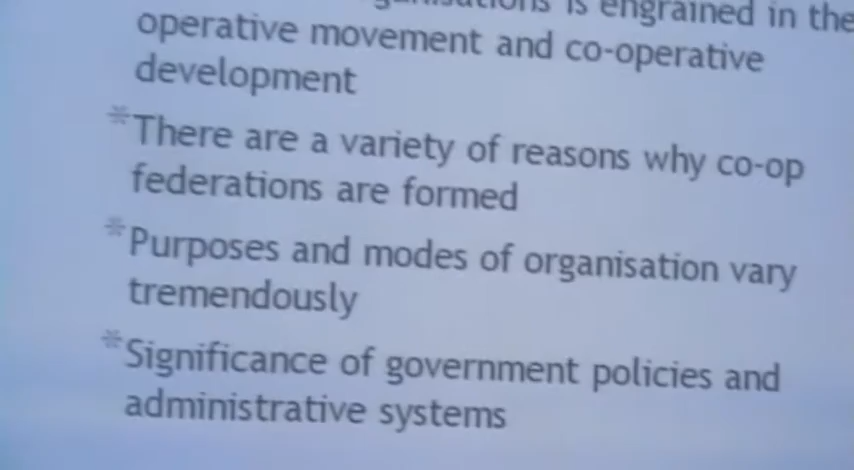 is engrained in the
operative movement and co-operative
development
*There are a variety of reasons why co-op
federations are formed
*Purposes and modes of organisation vary
tremendously
*Significance of government policies and
administrative systems